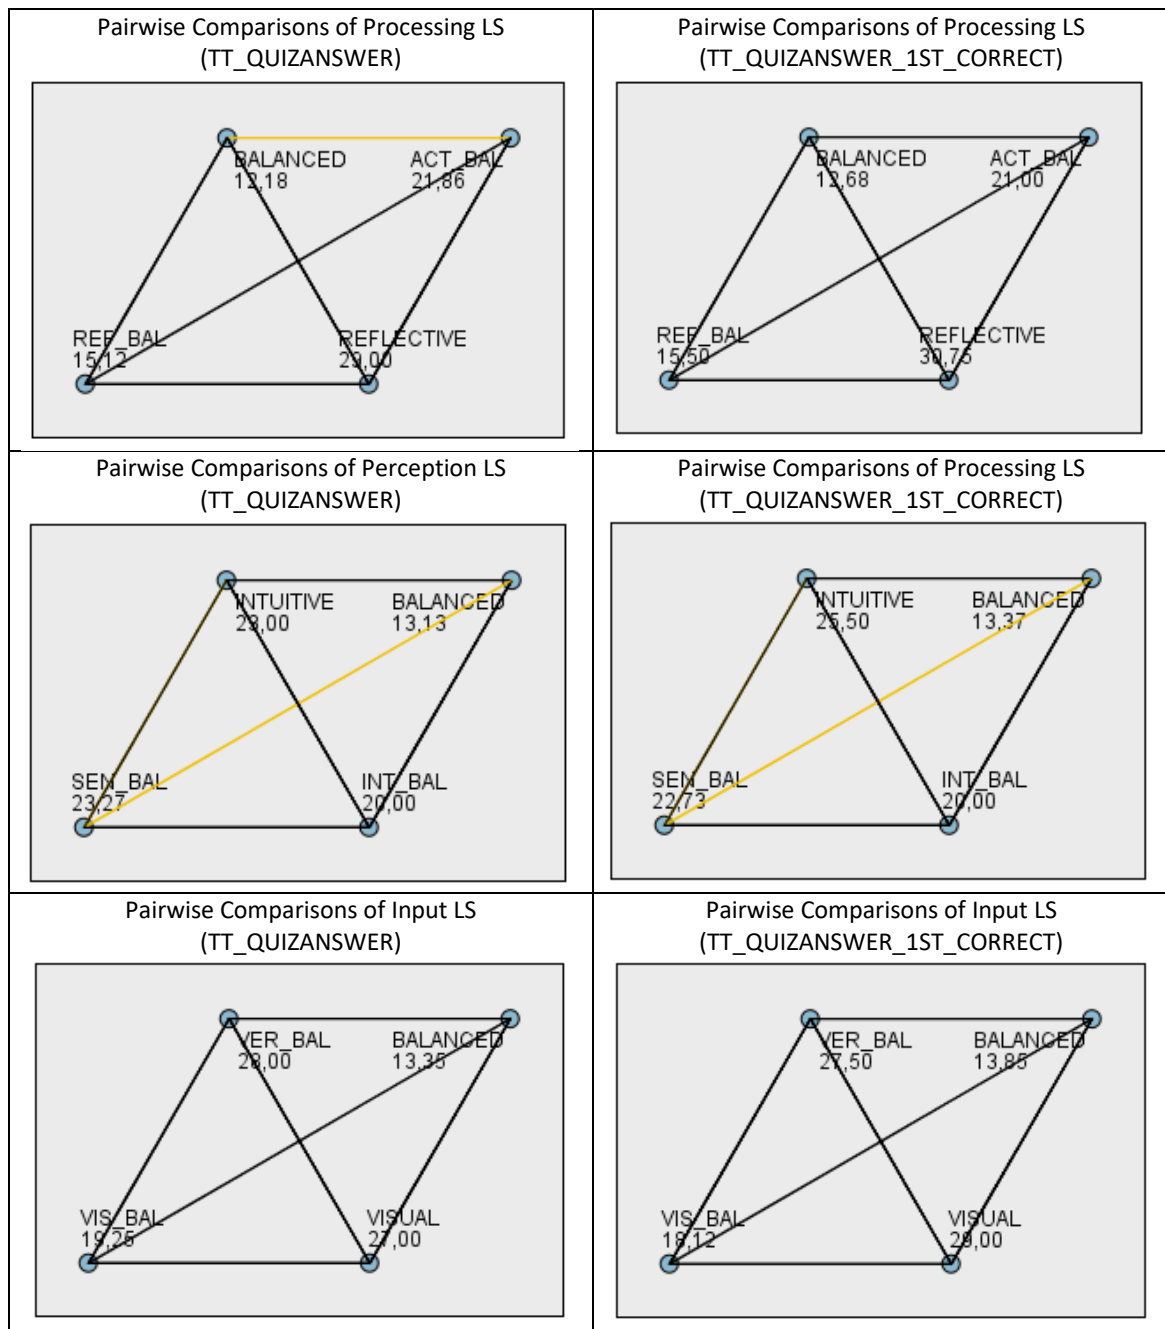 Pairwise Comparisons of Processing LS
(TT_QUIZANSWER)
BALANCED
12,18
ACT_BAL
21,86
REF_BAL
15,12
REFLECTIVE
29,00
Pairwise Comparisons of Processing LS
(TT_QUIZANSWER_1ST_CORRECT)
BALANCED
12,68
ACT_BAL
21,00
REF_BAL
15,50
REFLECTIVE
30,75
Pairwise Comparisons of Perception LS
(TT_QUIZANSWER)
INTUITIVE
23,00
BALANCED
13,13
SEN_BAL
23,27
INT_BAL
20,00
Pairwise Comparisons of Processing LS
(TT_QUIZANSWER_1ST_CORRECT)
INTUITIVE
25,50
BALANCED
13,37
SEN_BAL
22,73
INT_BAL
20,00
Pairwise Comparisons of Input LS
(TT_QUIZANSWER)
VER_BAL
28,00
BALANCED
13,35
VIS_BAL
19,25
VISUAL
27,00
Pairwise Comparisons of Input LS
(TT_QUIZANSWER_1ST_CORRECT)
VER_BAL
27,50
BALANCED
13,85
VIS_BAL
18,12
VISUAL
29,00